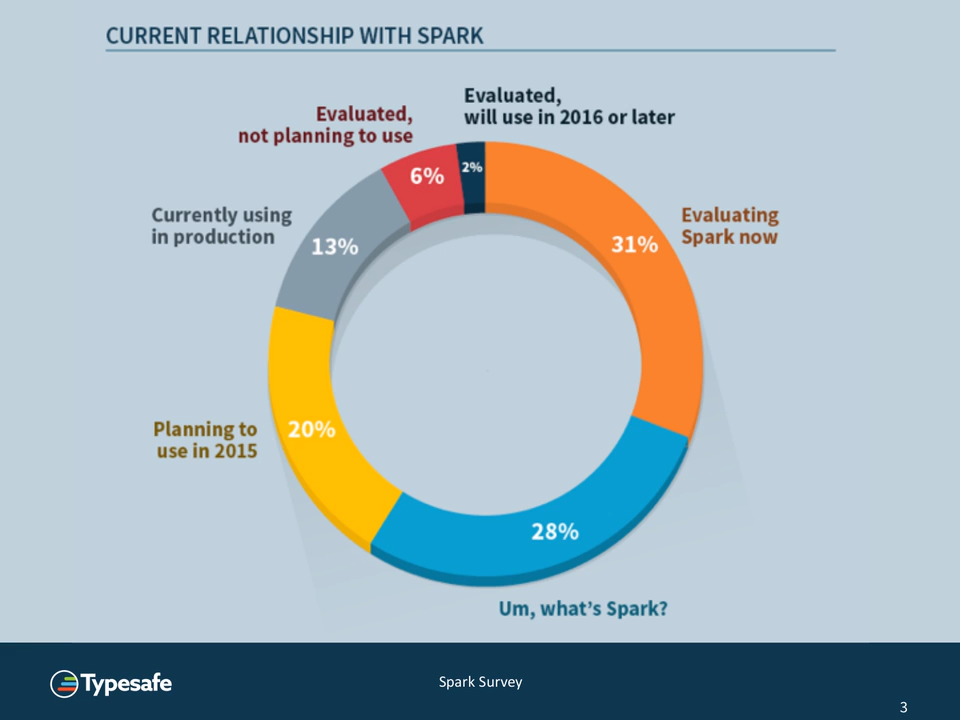 CURRENT RELATIONSHIP WITH SPARK
Evaluated,
will use in 2016 or later
Evaluated,
not planning to use
2%
6%
Currently using
in production
13%
Evaluating
Spark now
31%
Planning to
use in 2015
20%
28%
Um, what's Spark?
Typesafe
Spark Survey
3